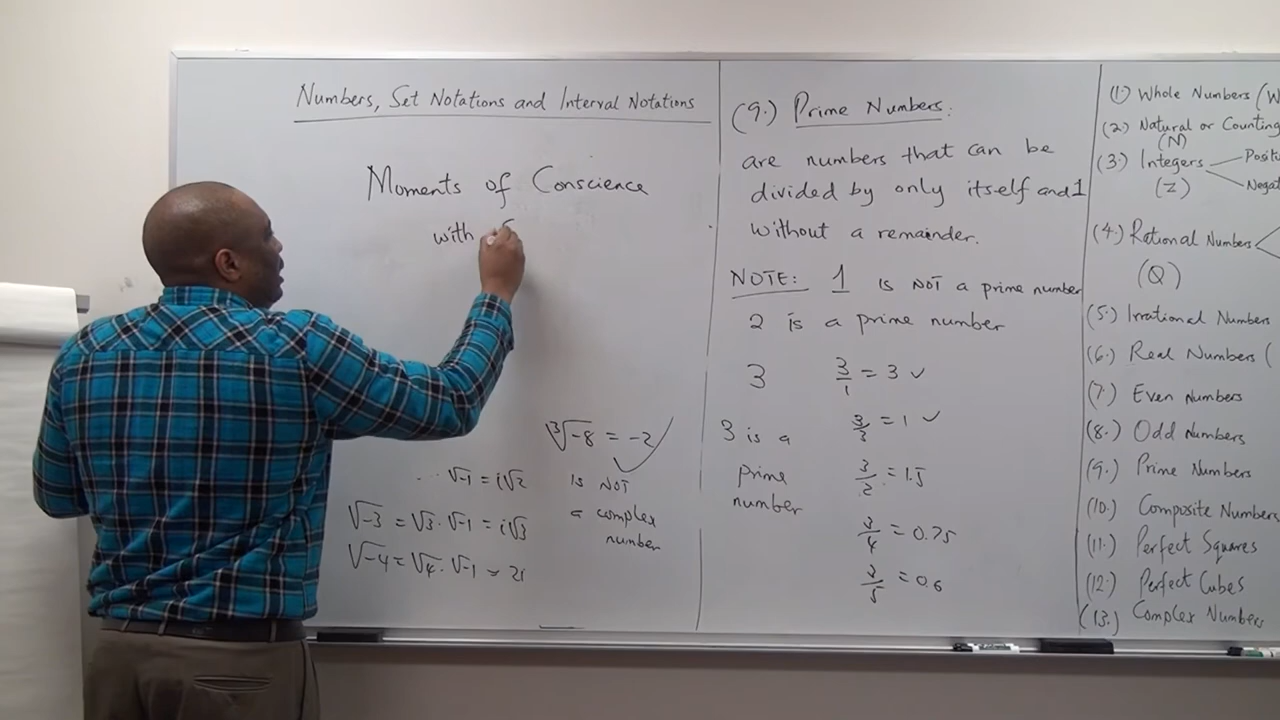 Numbers, Set Notations and Interval Notations
Moments of Conscience
with
∛-8 = -2
√-1 = i√2
is NOT
a complex
number
√-3 = √3 . √-1 = i√3
√-4 = √4 . √-1 = 2i
(9.) Prime Numbers:
are numbers that can be
divided by only itself and 1
without a remainder.
NOTE: 1 is NOT a prime number
2 is a prime number
3
3/1 = 3 ✓
3/3 = 1 ✓
3 is a
prime
number
3/2 = 1.5
3/4 = 0.75
3/5 = 0.6
(1.) Whole Numbers (W
(2.) Natural or Counting
(N)
(3.) Integers
Positi
Negat
(Z)
(4.) Rational Numbers
(Q)
(5.) Irrational Numbers
(6.) Real Numbers (
(7.) Even Numbers
(8.) Odd Numbers
(9.) Prime Numbers
(10.) Composite Numbers
(11.) Perfect Squares
(12.) Perfect Cubes
(13.) Complex Numbers